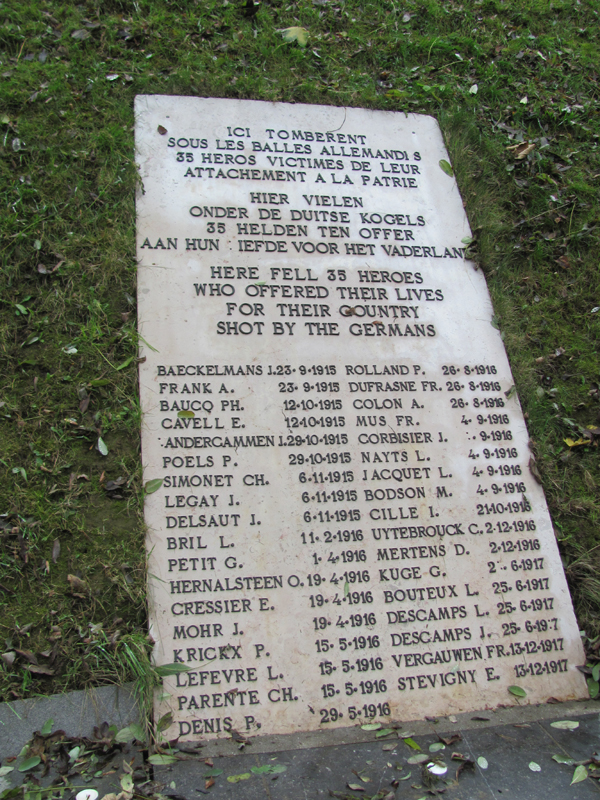 ICI TOMBERENT
SOUS LES BALLES ALLEMANDES
35 HEROS VICTIMES DE LEUR
ATTACHEMENT A LA PATRIE
HIER VIELEN
ONDER DE DUITSE KOGELS
35 HELDEN TEN OFFER
AAN HUN IEFDE VOOR HET VADERLAN
HERE FELL 35 HEROES
WHO OFFERED THEIR LIVES
FOR THEIR COUNTRY
SHOT BY THE GERMANS
BAECKELMANS J. 23·9·1915 ROLLAND P. 26·8·1916
FRANK A. 23·9·1915 DUFRASNE FR. 26·8·1916
BAUCQ PH. 12·10·1915 COLON A. 26·8·1916
CAVELL E. 12·10·1915 MUS FR. 4·9·1916
ANDERCAMMEN J. 29·10·1915 CORBISIER J. ·9·1916
POELS P. 29·10·1915 NAYTS L. 4·9·1916
SIMONET CH. 6·11·1915 JACQUET L. 4·9·1916
LEGAY J. 6·11·1915 BODSON M. 4·9·1916
DELSAUT J. 6·11·1915 CILLE I. 21·10·1916
BRIL L. 11·2·1916 UYTEBROUCK C. 2·12·1916
PETIT G. 1·4·1916 MERTENS D. 2·12·1916
HERNALSTEEN O. 19·4·1916 KUGE G. 2 ·6·1917
CRESSIER E. 19·4·1916 BOUTEUX L. 25·6·1917
MOHR J. 19·4·1916 DESCAMPS L. 25·6·1917
KRICKX P. 15·5·1916 DESCAMPS J. 25·6·19 7
LEFEVRE L. 15·5·1916 VERGAUWEN FR. 13·12·1917
PARENTE CH. 15·5·1916 STEVIGNY E. 13·12·1917
DENIS P. 29·5·1916